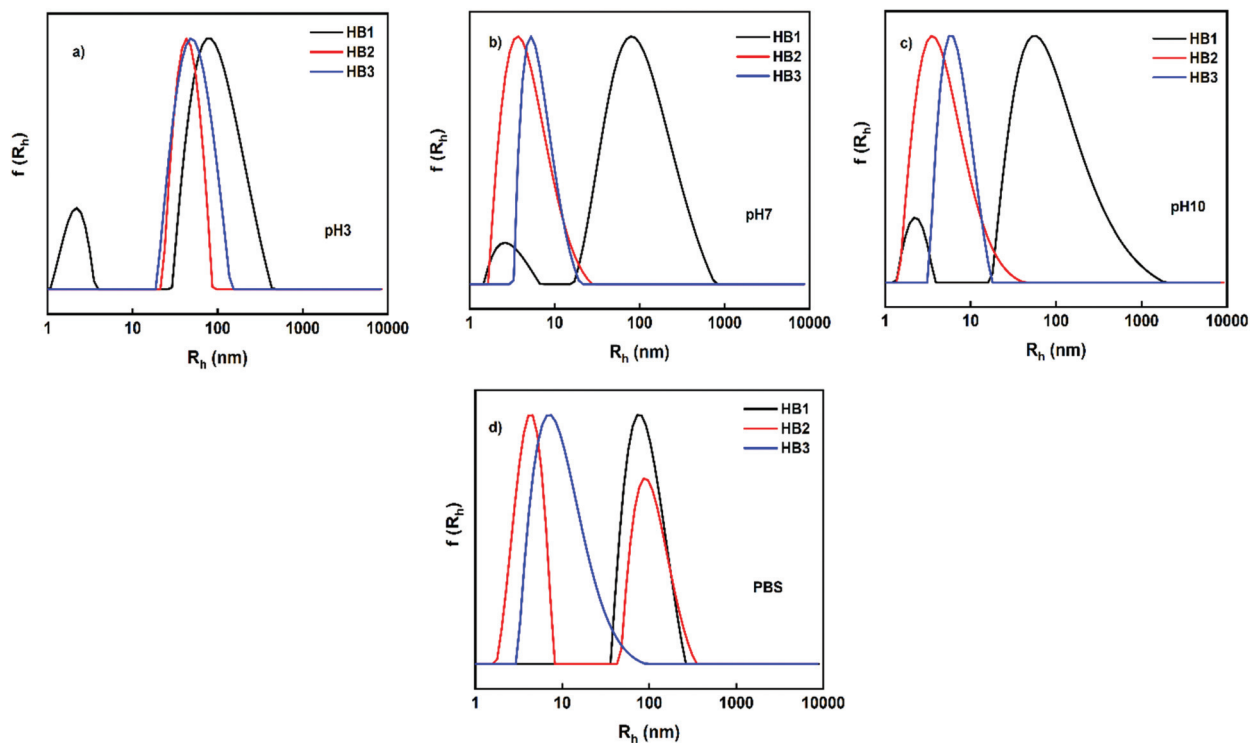 a)
HB1
HB2
HB3
f (Rh)
pH3
1 10 100 1000 10000
Rh (nm)
b)
HB1
HB2
HB3
f (Rh)
pH7
1 10 100 1000 10000
Rh (nm)
c)
HB1
HB2
HB3
f (Rh)
pH10
1 10 100 1000 10000
Rh (nm)
d)
HB1
HB2
HB3
f (Rh)
PBS
1 10 100 1000 10000
Rh (nm)